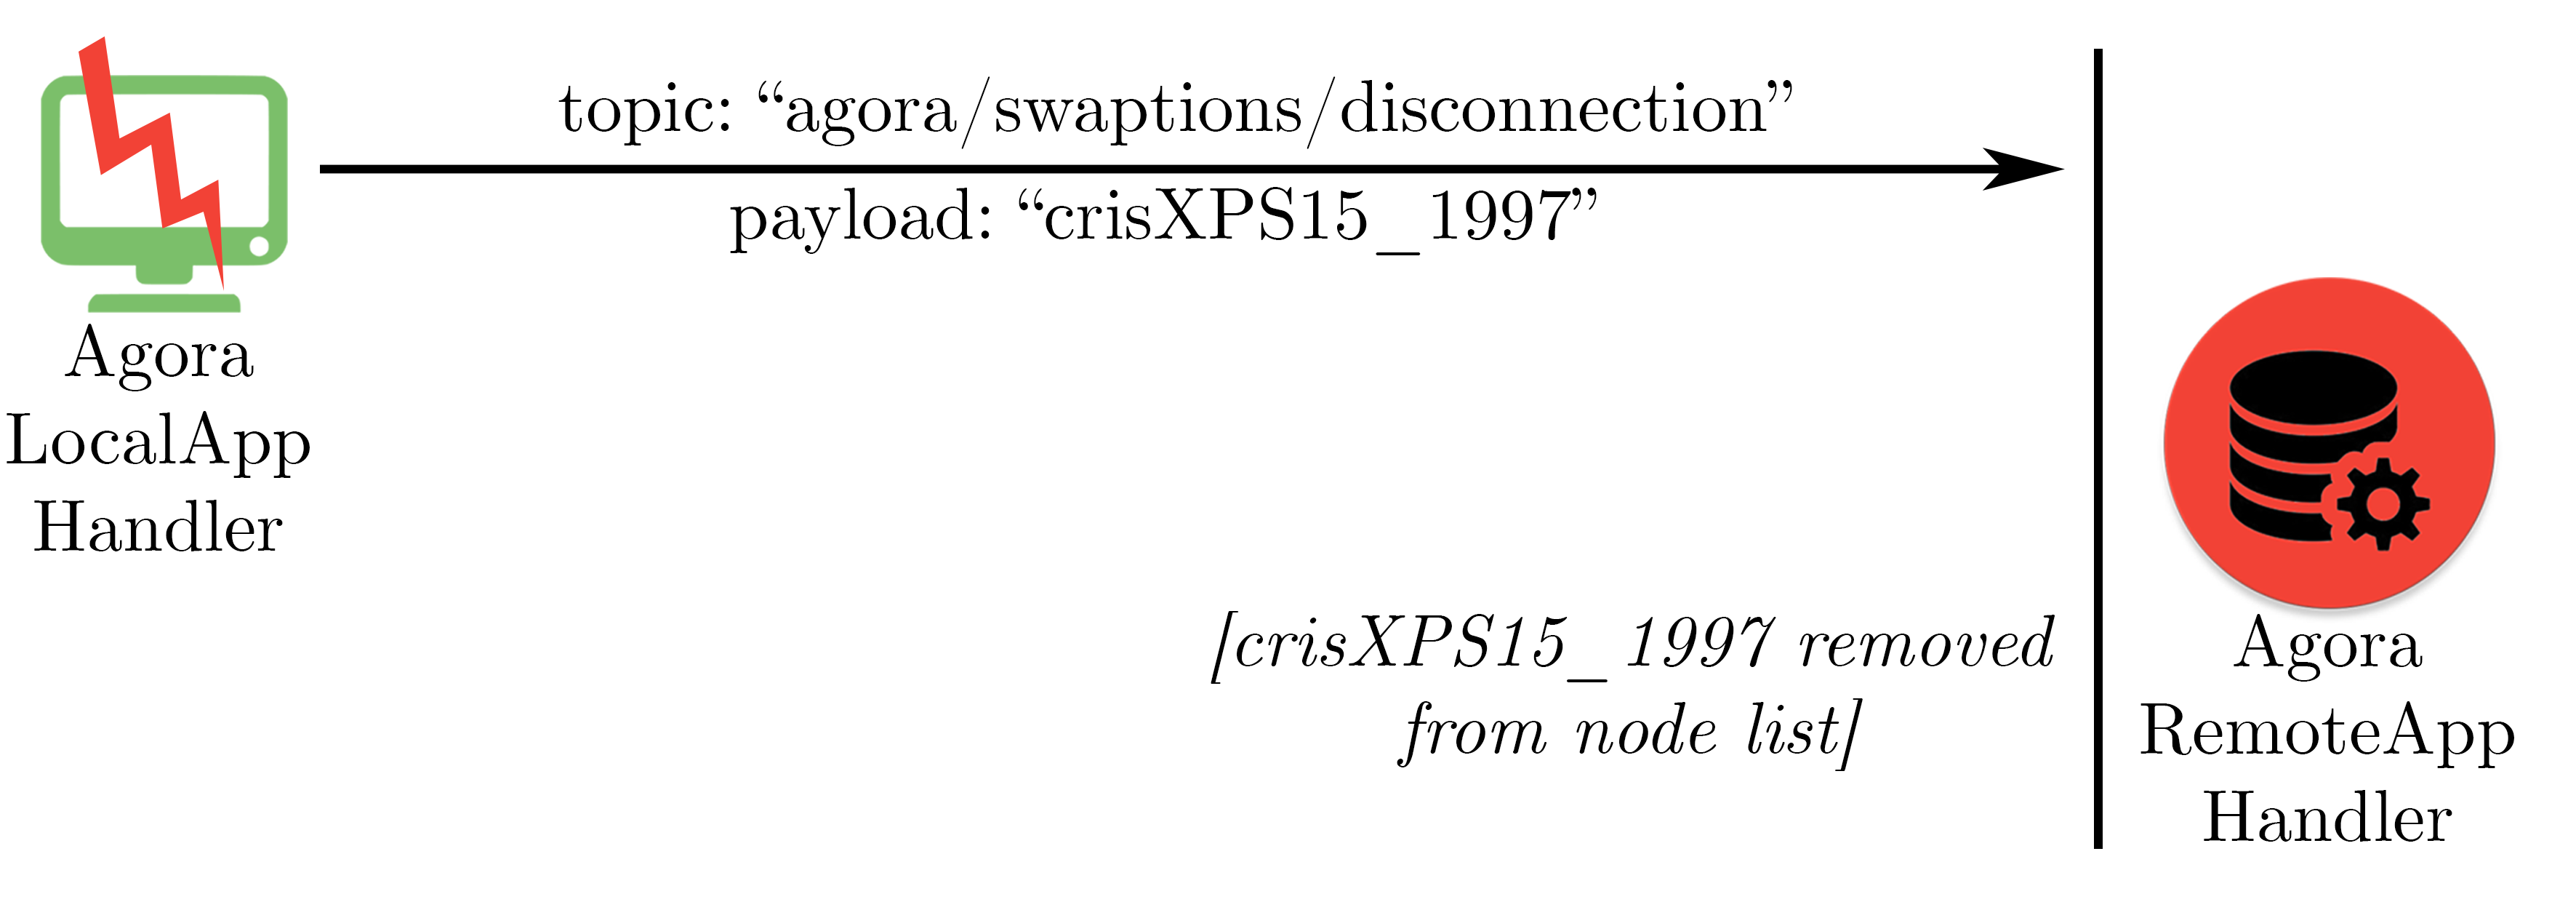 topic: “agora/swaptions/disconnection”
payload: “crisXPS15_1997”
Agora
LocalApp
Handler
[crisXPS15_1997 removed
from node list]
Agora
RemoteApp
Handler